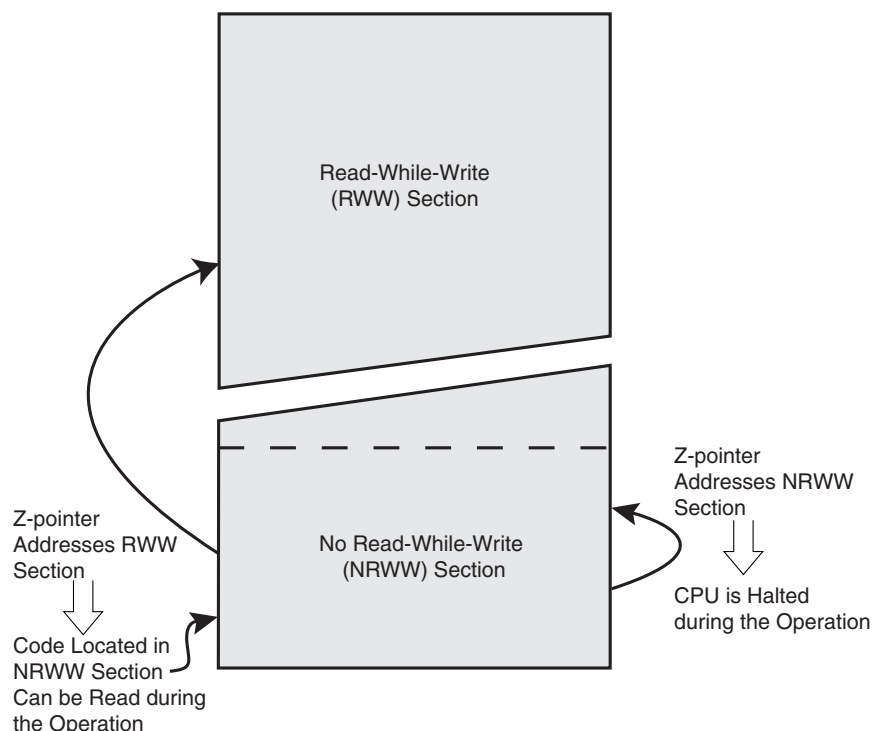 Read-While-Write
(RWW) Section
Z-pointer
Addresses NRWW
Section
Z-pointer
Addresses RWW
Section
No Read-While-Write
(NRWW) Section
CPU is Halted
during the Operation
Code Located in
NRWW Section
Can be Read during
the Operation